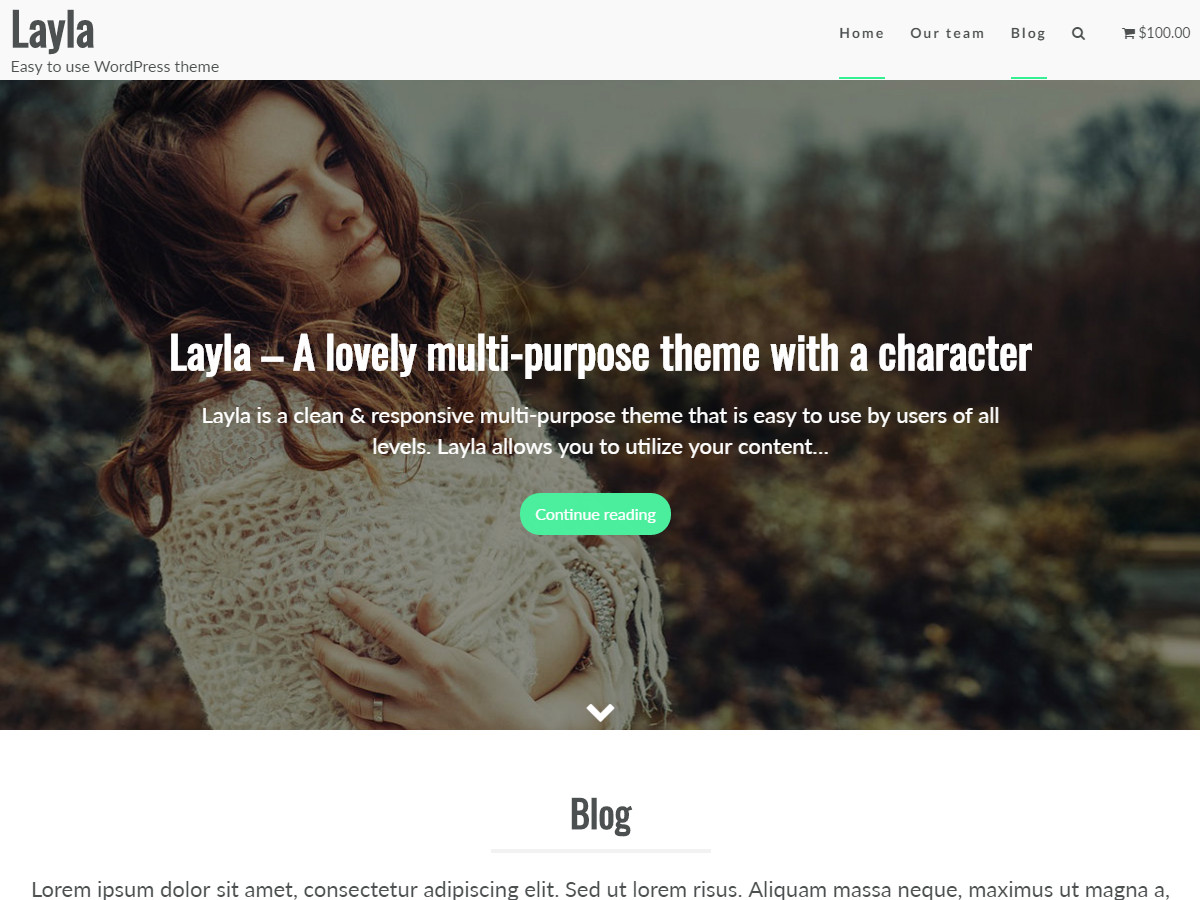 Layla
Easy to use WordPress theme
Home
Our team
Blog
$100.00
Layla – A lovely multi-purpose theme with a character
Layla is a clean & responsive multi-purpose theme that is easy to use by users of all
levels. Layla allows you to utilize your content...
Continue reading
Blog
Lorem ipsum dolor sit amet, consectetur adipiscing elit. Sed ut lorem risus. Aliquam massa neque, maximus ut magna a,